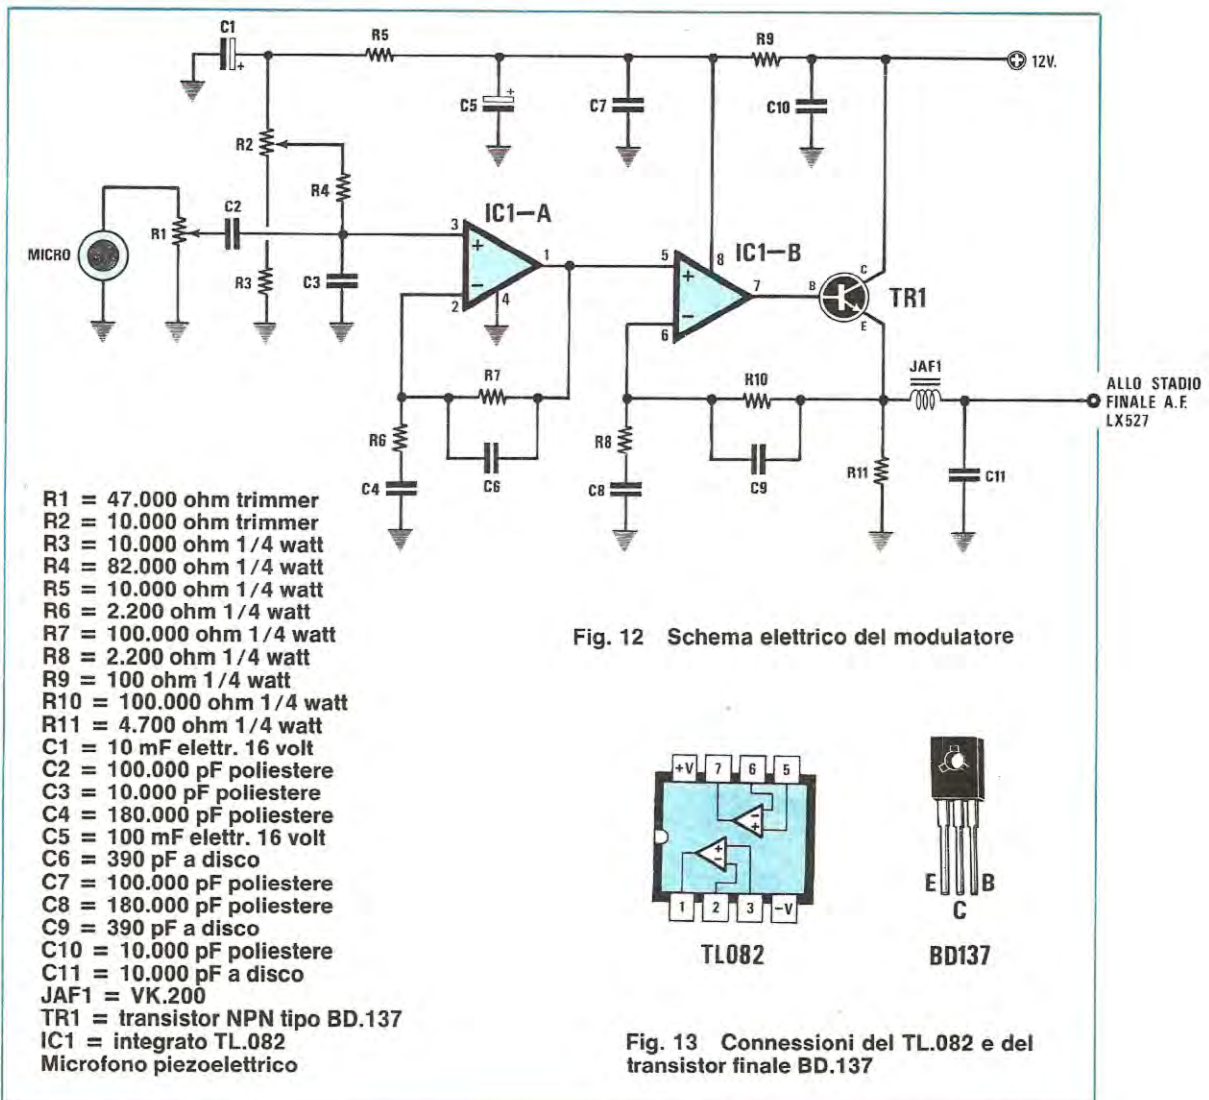 C1
R5
R9
12V.
C5
C7
C10
R2
R4
IC1-A
C2
R1
3
1
IC1-B
MICRO
5
8
7
B
C
TR1
R3
C3
2
4
6
E
R7
R10
JAF1
ALLO STADIO
FINALE A.F.
LX527
R6
R8
C4
C6
C8
C9
R11
C11
R1 = 47.000 ohm trimmer
R2 = 10.000 ohm trimmer
R3 = 10.000 ohm 1/4 watt
R4 = 82.000 ohm 1/4 watt
R5 = 10.000 ohm 1/4 watt
R6 = 2.200 ohm 1/4 watt
R7 = 100.000 ohm 1/4 watt
R8 = 2.200 ohm 1/4 watt
R9 = 100 ohm 1/4 watt
R10 = 100.000 ohm 1/4 watt
R11 = 4.700 ohm 1/4 watt
C1 = 10 mF elettr. 16 volt
C2 = 100.000 pF poliestere
C3 = 10.000 pF poliestere
C4 = 180.000 pF poliestere
C5 = 100 mF elettr. 16 volt
C6 = 390 pF a disco
C7 = 100.000 pF poliestere
C8 = 180.000 pF poliestere
C9 = 390 pF a disco
C10 = 10.000 pF poliestere
C11 = 10.000 pF a disco
JAF1 = VK.200
TR1 = transistor NPN tipo BD.137
IC1 = integrato TL.082
Microfono piezoelettrico
Fig. 12 Schema elettrico del modulatore
+V 7 6 5
1 2 3 -V
TL082
E B
C
BD137
Fig. 13 Connessioni del TL.082 e del
transistor finale BD.137